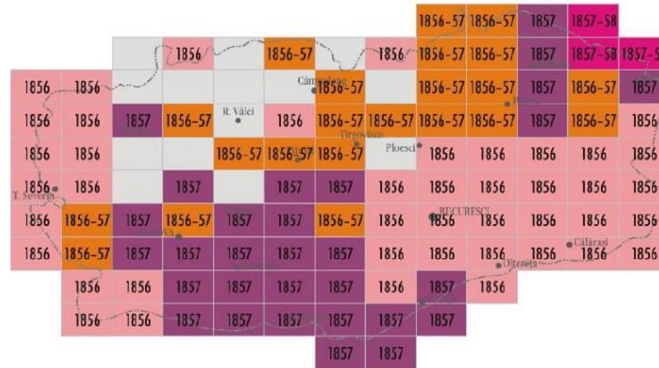 1856-57 1856-57 1857 1857-58
1856 1856-57 1856 1856-57 1856-57 1857 1857-58
Câmpulung
1856 1856 1856-57 1856-57 1856-57 1857 1856-57 1857
R. Vâlci
1856 1856 1857 1856-57 1856 1856-57 1856-57 1856-57 1856-57 1857 1856-57 1856
Tîrgoviște Ploesci
1856 1856 1856-57 1856-57 1856-57 1856 1856 1856 1856 1856
1856 1856 1857 1857 1857 1856 1856 1856 1856 1856 1856
T. Severin
BUCURESCI
1856 1856-57 1857 1856-57 1857 1857 1856-57 1856 1856 1856 1856 1856 1856
Călărași
1856 1856-57 1857 1857 1857 1857 1857 1856 1856 1856 1856 1856 1856
Oltenița
1856 1856 1857 1857 1857 1857 1856 1857 1856
1856 1856 1857 1857 1857 1857 1857 1857
1857 1857